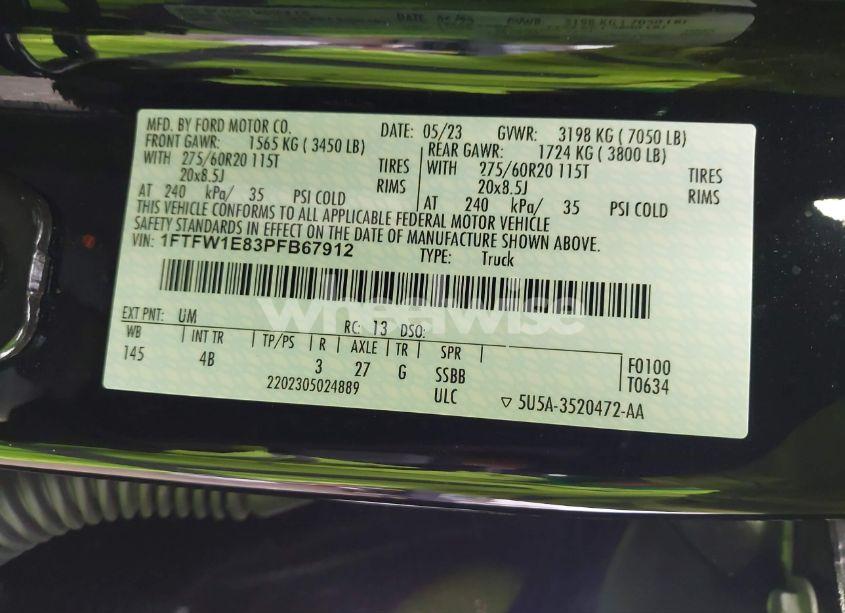 MFD. BY FORD MOTOR CO.
DATE: 05/23 GVWR: 3198 KG ( 7050 LB)
FRONT GAWR: 1565 KG ( 3450 LB)
REAR GAWR: 1724 KG ( 3800 LB)
WITH 275/60R20 115T TIRES
WITH 275/60R20 115T TIRES
20x8.5J RIMS
20x8.5J RIMS
AT 240 kPa/ 35 PSI COLD
AT 240 kPa/ 35 PSI COLD
THIS VEHICLE CONFORMS TO ALL APPLICABLE FEDERAL MOTOR VEHICLE
SAFETY STANDARDS IN EFFECT ON THE DATE OF MANUFACTURE SHOWN ABOVE.
VIN: 1FTFW1E83PFB67912
TYPE: Truck
wheelwise
EXT PNT: UM
RC: 13 DSO:
WB INT TR TP/PS R AXLE TR SPR
145 4B 3 27 G SSBB
F0100
T0634
2202305024889
ULC
▽ 5U5A-3520472-AA